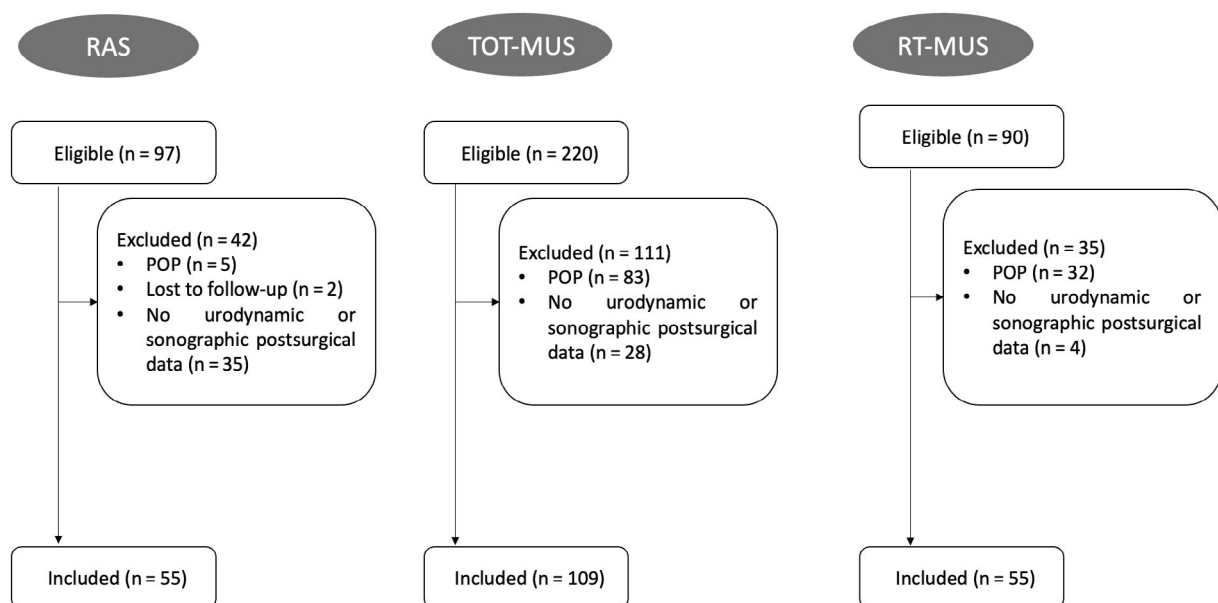 RAS
Eligible (n = 97)
Excluded (n = 42)
• POP (n = 5)
• Lost to follow-up (n = 2)
• No urodynamic or
sonographic postsurgical
data (n = 35)
Included (n = 55)
TOT-MUS
Eligible (n = 220)
Excluded (n = 111)
• POP (n = 83)
• No urodynamic or
sonographic postsurgical
data (n = 28)
Included (n = 109)
RT-MUS
Eligible (n = 90)
Excluded (n = 35)
• POP (n = 32)
• No urodynamic or
sonographic postsurgical
data (n = 4)
Included (n = 55)